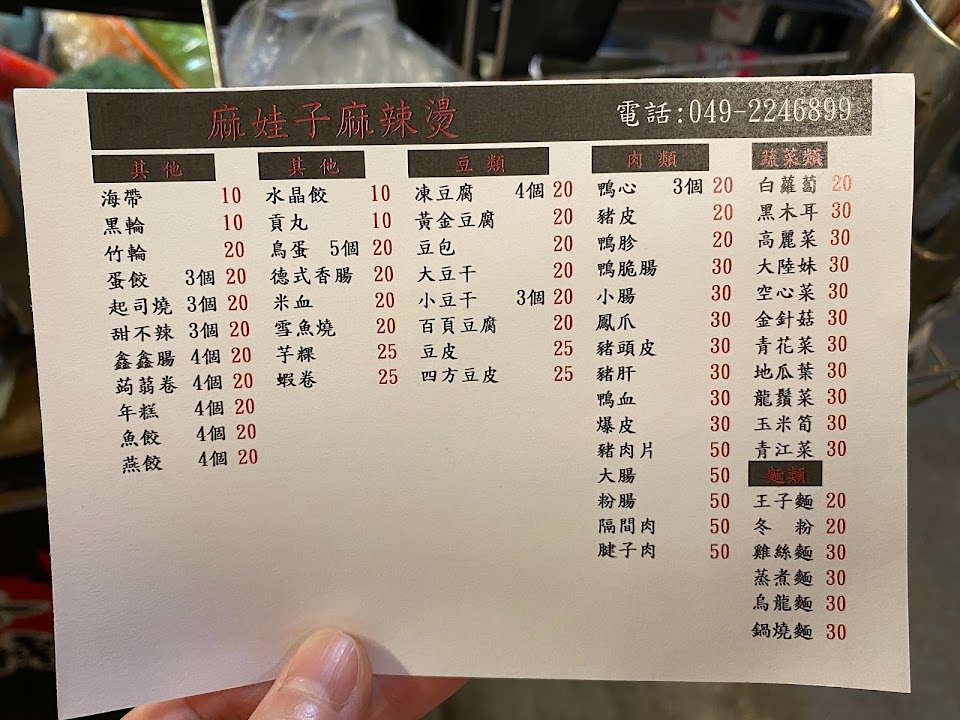 麻娃子麻辣燙 電話:049-2246899
其他
海帶 10
黑輪 10
竹輪 20
蛋餃 3個 20
起司燒 3個 20
甜不辣 3個 20
鑫鑫腸 4個 20
蒟蒻卷 4個 20
年糕 4個 20
魚餃 4個 20
燕餃 4個 20
其他
水晶餃 10
貢丸 10
鳥蛋 5個 20
德式香腸 20
米血 20
雪魚燒 20
芋粿 25
蝦卷 25
豆類
凍豆腐 4個 20
黃金豆腐 20
豆包 20
大豆干 20
小豆干 3個 20
百頁豆腐 20
豆皮 25
四方豆皮 25
肉類
鴨心 3個 20
豬皮 20
鴨胗 20
鴨脆腸 30
小腸 30
鳳爪 30
豬頭皮 30
豬肝 30
鴨血 30
爆皮 30
豬肉片 50
大腸 50
粉腸 50
隔間肉 50
腱子肉 50
蔬菜類
白蘿蔔 20
黑木耳 30
高麗菜 30
大陸妹 30
空心菜 30
金針菇 30
青花菜 30
地瓜葉 30
龍鬚菜 30
玉米筍 30
青江菜 30
麵類
王子麵 20
冬 粉 20
雞絲麵 30
蒸煮麵 30
烏龍麵 30
鍋燒麵 30